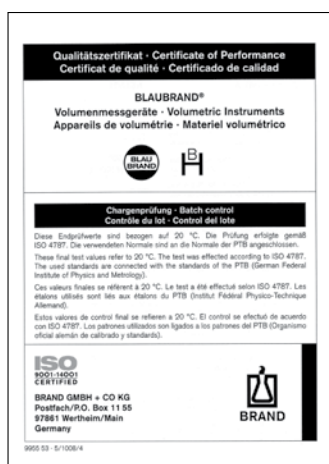 Qualitätszertifikat · Certificate of Performance
Certificat de qualité · Certificado de calidad
BLAUBRAND®
Volumenmessgeräte · Volumetric Instruments
Appareils de volumétrie · Materiel volumétrico
BLAU
BRAND
H B
Chargenprüfung · Batch control
Contrôle du lot · Control del lote
Diese Endprüfwerte sind bezogen auf 20 °C. Die Prüfung erfolgte gemäß
ISO 4787. Die verwendeten Normale sind an die Normale der PTB angeschlossen.
These final test values refer to 20 °C. The test was effected according to ISO 4787.
The used standards are connected with the standards of the PTB (German Federal
Institute of Physics and Metrology).
Ces valeurs finales se réfèrent à 20 °C. Le test a été effectué selon ISO 4787. Les
étalons utilisés sont liés aux étalons du PTB (Institut Fédéral Physico-Technique
Allemand).
Estos valores de control final se refieren a 20 °C. El control se efectuó de acuerdo
con ISO 4787. Los patrones utilizados son ligados a los patrones del PTB (Organismo
oficial alemán de calibrado y standards).
ISO
9001-14001
CERTIFIED
BRAND GMBH + CO KG
Postfach/P.O. Box 11 55
97861 Wertheim/Main
Germany
BRAND
9955 53 - 5/1006/4